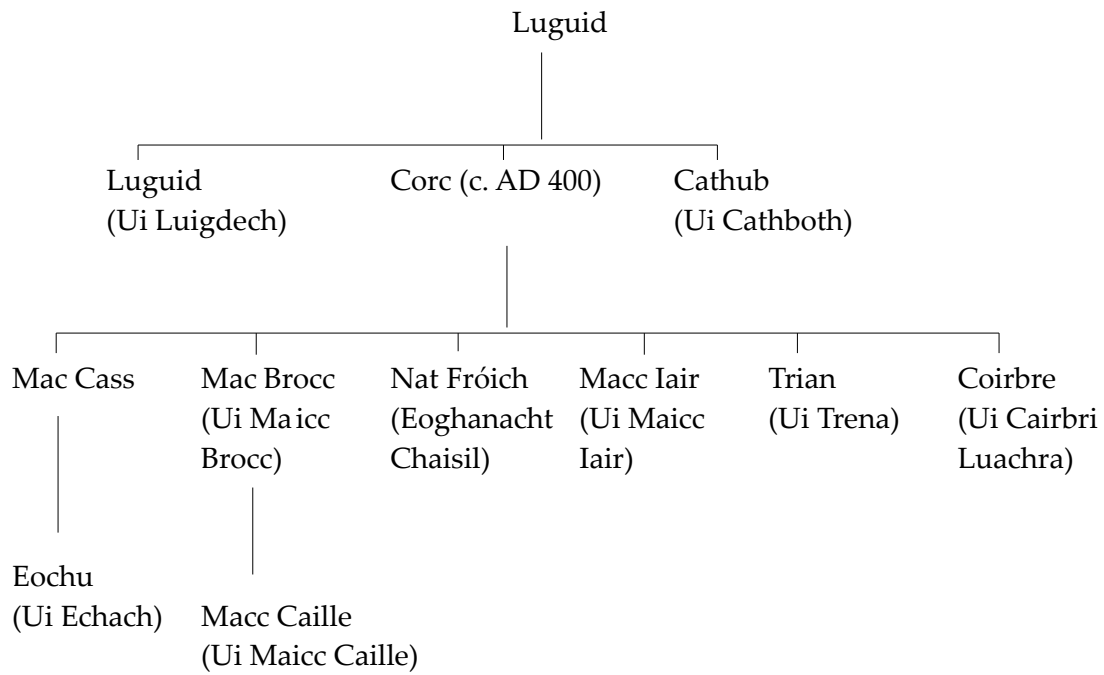 Luguid
Luguid
(Ui Luigdech)
Corc (c. AD 400)
Cathub
(Ui Cathboth)
Mac Cass
Mac Brocc
(Ui Maicc
Brocc)
Nat Fróich
(Eoghanacht
Chaisil)
Macc Iair
(Ui Maicc
Iair)
Trian
(Ui Trena)
Coirbre
(Ui Cairbri
Luachra)
Eochu
(Ui Echach)
Macc Caille
(Ui Maicc Caille)